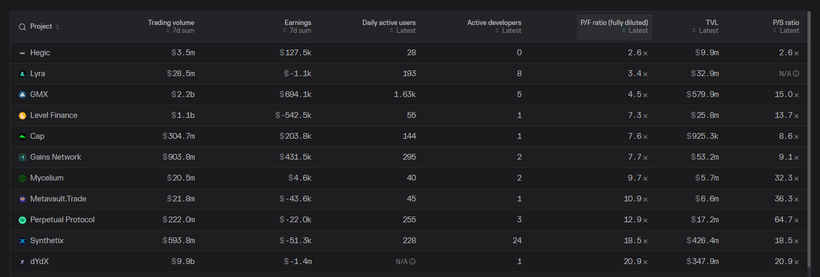 Project Trading volume 7d sum Earnings 7d sum Daily active users Latest Active developers Latest P/F ratio (fully diluted) Latest TVL Latest P/S ratio Latest
Hegic $3.5m $127.5k 28 0 2.6x $9.9m 2.6x
Lyra $28.5m $-1.1k 193 8 3.4x $32.9m N/A
GMX $2.2b $694.1k 1.63k 5 4.5x $579.9m 15.0x
Level Finance $1.1b $-542.5k 55 1 7.3x $25.8m 13.7x
Cap $304.7m $203.8k 144 1 7.6x $925.3k 8.6x
Gains Network $903.8m $431.5k 295 2 7.7x $53.2m 9.1x
Mycelium $20.5m $4.6k 40 2 9.7x $5.7m 32.3x
Metavault.Trade $21.8m $-43.6k 45 1 10.9x $6.6m 36.3x
Perpetual Protocol $222.0m $-22.0k 255 3 12.9x $17.2m 64.7x
Synthetix $593.8m $-51.3k 228 24 18.5x $426.4m 18.5x
dYdX $9.9b $-1.4m N/A 1 20.9x $347.9m 20.9x